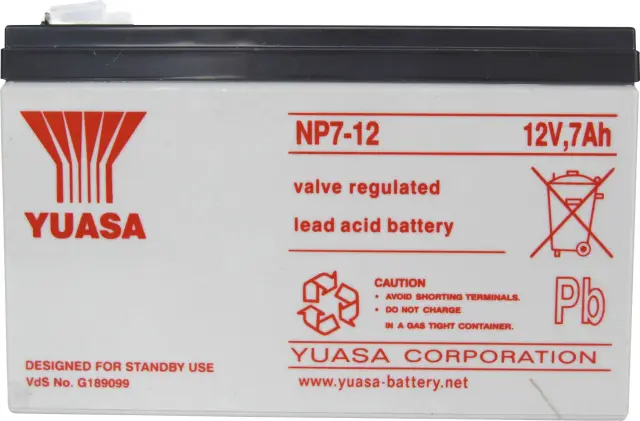 YUASA
NP7-12 12V,7Ah
valve regulated
lead acid battery
CAUTION
• AVOID SHORTING TERMINALS.
• DO NOT CHARGE
IN A GAS TIGHT CONTAINER.
Pb
YUASA CORPORATION
www.yuasa-battery.net
DESIGNED FOR STANDBY USE
VdS No. G189099